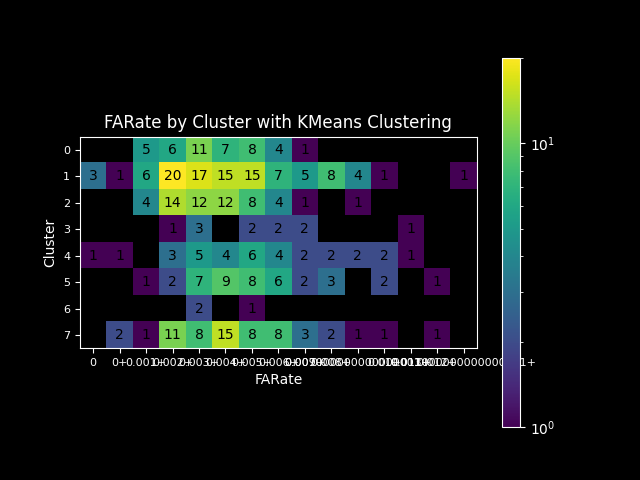 FARate by Cluster with KMeans Clustering
0 5 6 11 7 8 4 1
1 3 1 6 20 17 15 15 7 5 8 4 1 1
2 4 14 12 12 8 4 1 1
3 1 3 2 2 2 1
4 1 1 3 5 4 6 4 2 2 2 2 1
5 1 2 7 9 8 6 2 3 2 1
6 2 1
7 2 1 11 8 15 8 8 3 2 1 1 1
Cluster
0
FARate
10¹
10⁰